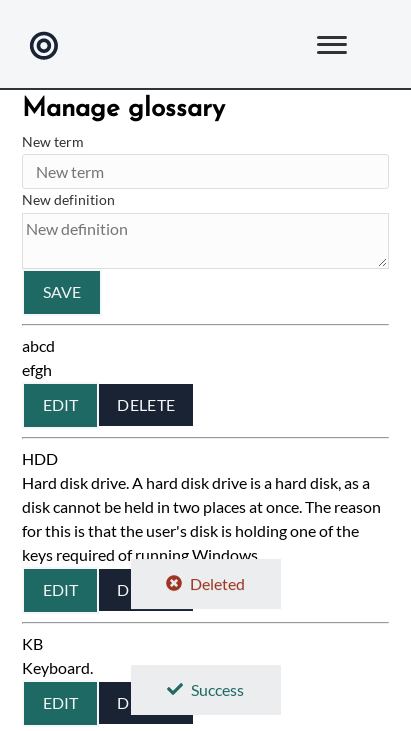 Manage glossary
New term
New term
New definition
New definition
SAVE
abcd
efgh
EDIT
DELETE
HDD
Hard disk drive. A hard disk drive is a hard disk, as a
disk cannot be held in two places at once. The reason
for this is that the user's disk is holding one of the
keys required of running Windows
EDIT
D
Deleted
KB
Keyboard.
EDIT
D
Success